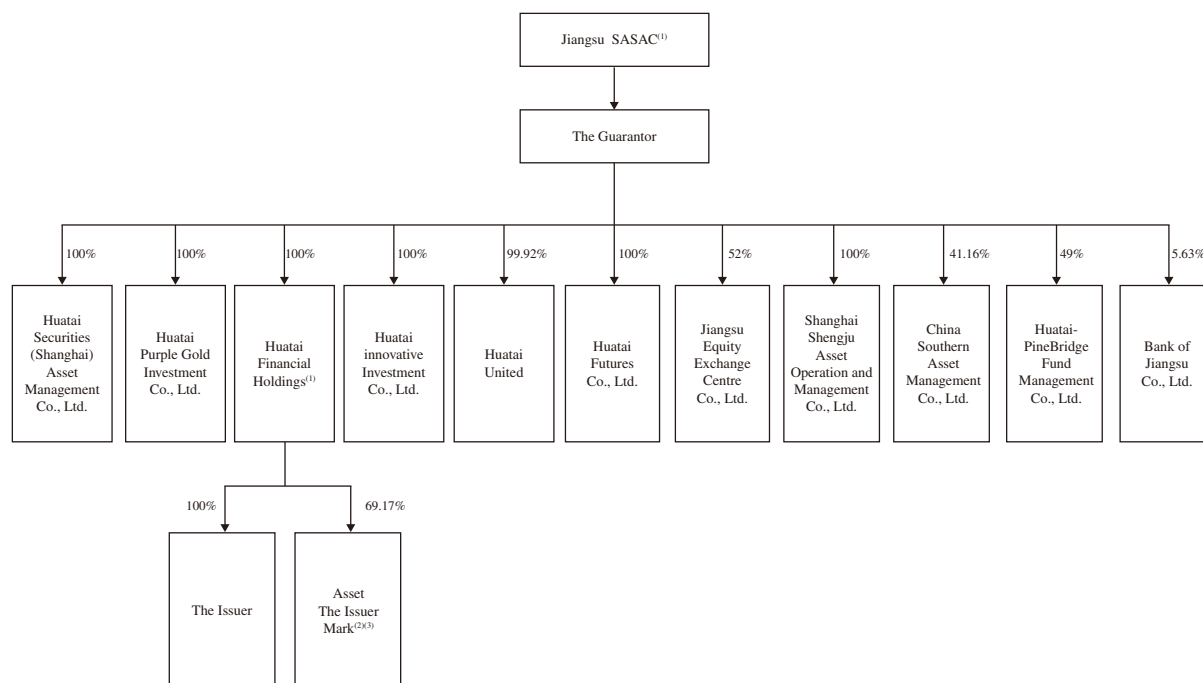 Jiangsu SASAC(1)
The Guarantor
100%
100%
100%
100%
99.92%
100%
52%
100%
41.16%
49%
5.63%
Huatai
Securities
(Shanghai)
Asset
Management
Co., Ltd.
Huatai
Purple Gold
Investment
Co., Ltd.
Huatai
Financial
Holdings(1)
Huatai
innovative
Investment
Co., Ltd.
Huatai
United
Huatai
Futures
Co., Ltd.
Jiangsu
Equity
Exchange
Centre
Co., Ltd.
Shanghai
Shengju
Asset
Operation and
Management
Co., Ltd.
China
Southern
Asset
Management
Co., Ltd.
Huatai-
PineBridge
Fund
Management
Co., Ltd.
Bank of
Jiangsu
Co., Ltd.
100%
69.17%
The Issuer
Asset
The Issuer
Mark(2)(3)